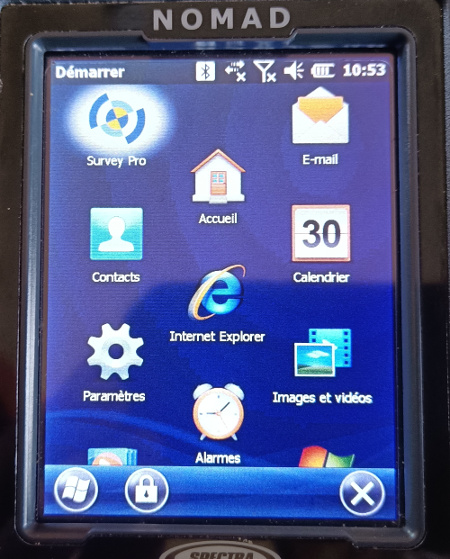 NOMAD
Démarrer 10:53
Survey Pro
E-mail
Accueil
30
Contacts
Calendrier
Internet Explorer
Paramètres
Images et vidéos
Alarmes
SPECTRA